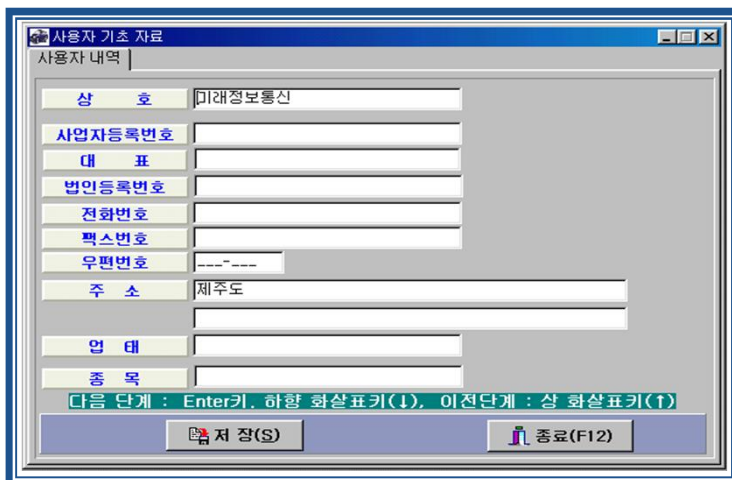 사용자 기초 자료
사용자 내역
상 호 미래정보통신
사업자등록번호
대 표
법인등록번호
전화번호
팩스번호
우편번호 ___-___
주 소 제주도
업 태
종 목
다음 단계 : Enter키. 하향 화살표키(↓), 이전단계 : 상 화살표키(↑)
저 장(S) 종료(F12)